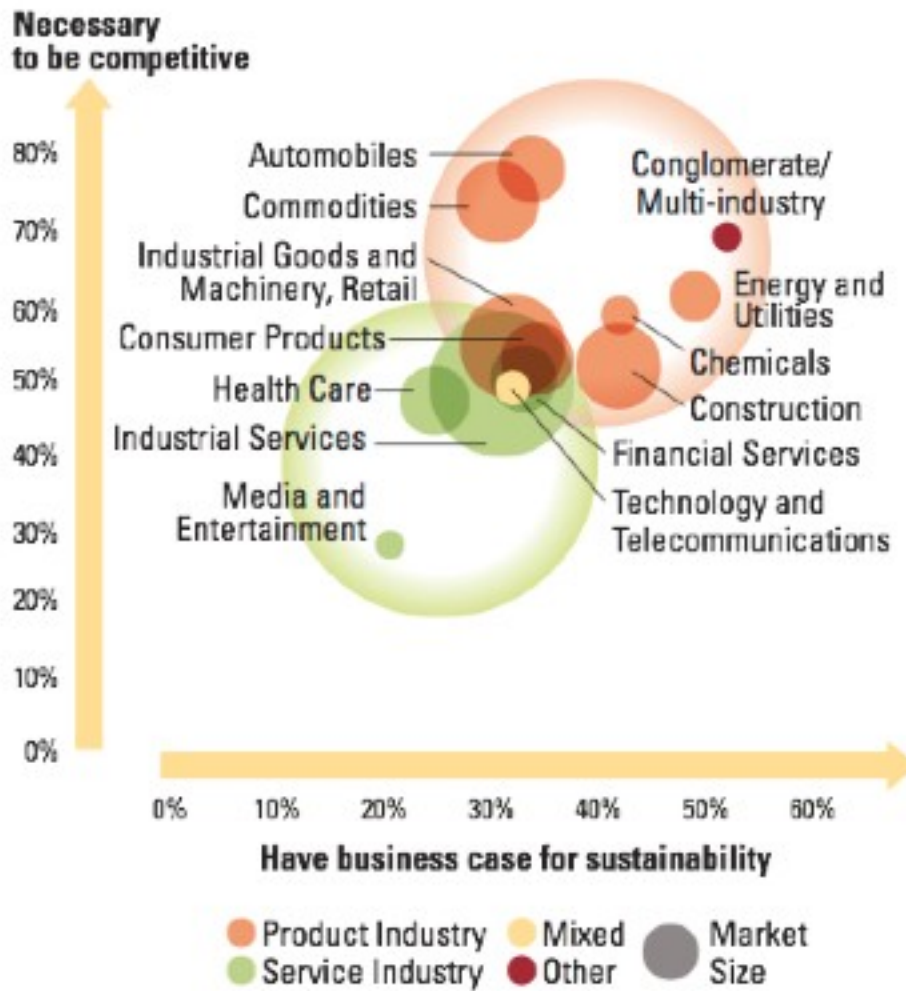 Necessary
to be competitive
80%
70%
60%
50%
40%
30%
20%
10%
0%
Automobiles
Commodities
Industrial Goods and
Machinery, Retail
Consumer Products
Health Care
Industrial Services
Media and
Entertainment
Conglomerate/
Multi-industry
Energy and
Utilities
Chemicals
Construction
Financial Services
Technology and
Telecommunications
0% 10% 20% 30% 40% 50% 60%
Have business case for sustainability
Product Industry
Service Industry
Mixed
Other
Market
Size